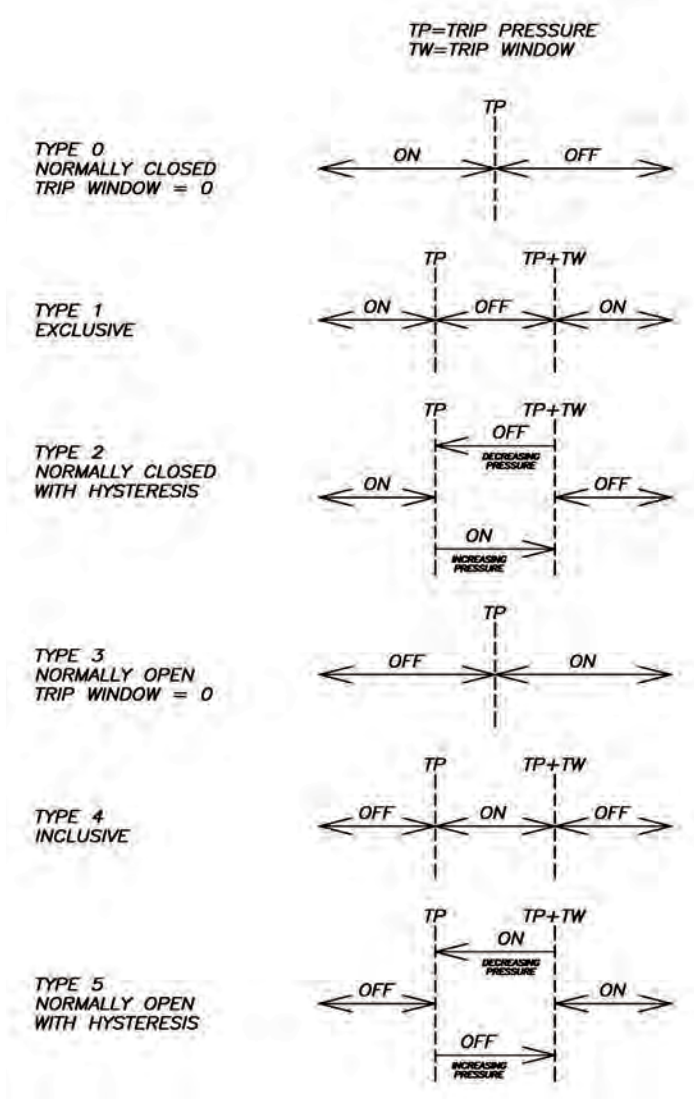 TP=TRIP PRESSURE
TW=TRIP WINDOW
TP
TYPE 0
NORMALLY CLOSED
TRIP WINDOW = 0
ON OFF
TP TP+TW
TYPE 1
EXCLUSIVE
ON OFF ON
TP TP+TW
TYPE 2
NORMALLY CLOSED
WITH HYSTERESIS
OFF
DECREASING
PRESSURE
ON OFF
ON
INCREASING
PRESSURE
TP
TYPE 3
NORMALLY OPEN
TRIP WINDOW = 0
OFF ON
TP TP+TW
TYPE 4
INCLUSIVE
OFF ON OFF
TP TP+TW
TYPE 5
NORMALLY OPEN
WITH HYSTERESIS
ON
DECREASING
PRESSURE
OFF ON
OFF
INCREASING
PRESSURE